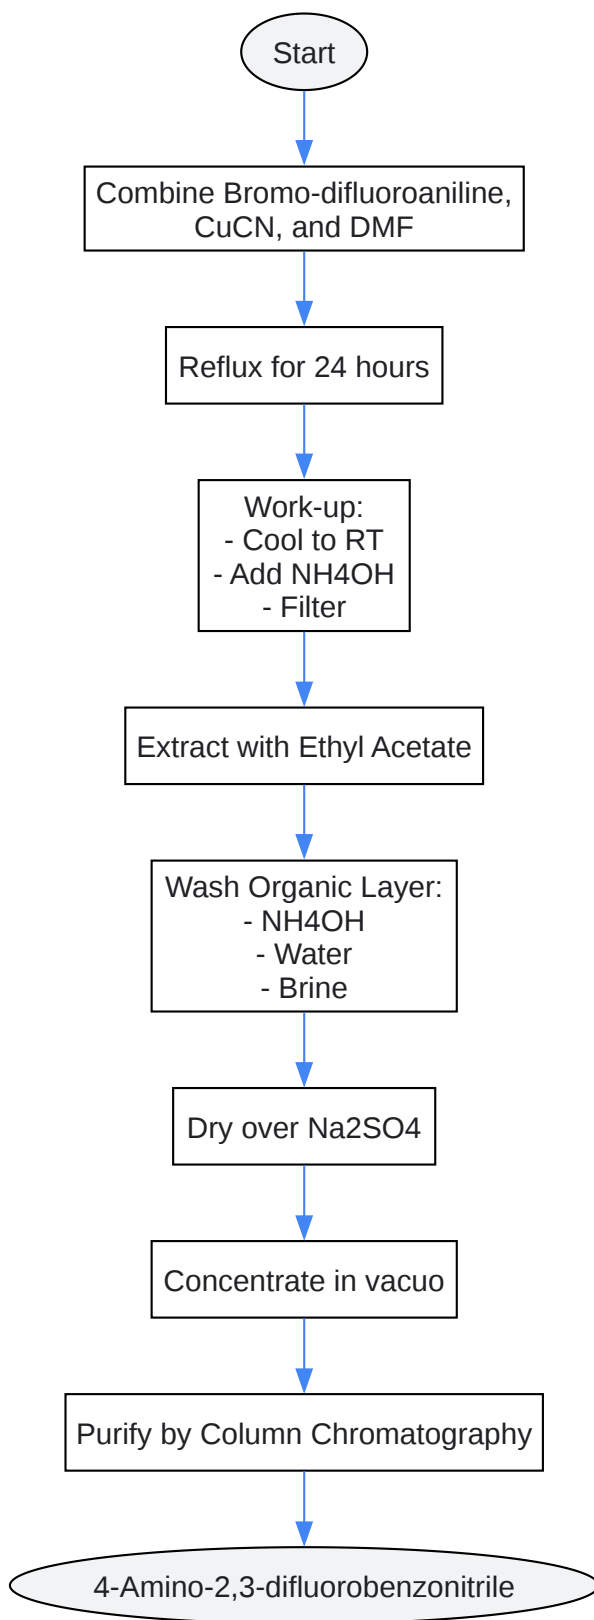 Start
Combine Bromo-difluoroaniline,
CuCN, and DMF
Reflux for 24 hours
Work-up:
- Cool to RT
- Add NH4OH
- Filter
Extract with Ethyl Acetate
Wash Organic Layer:
- NH4OH
- Water
- Brine
Dry over Na2SO4
Concentrate in vacuo
Purify by Column Chromatography
4-Amino-2,3-difluorobenzonitrile